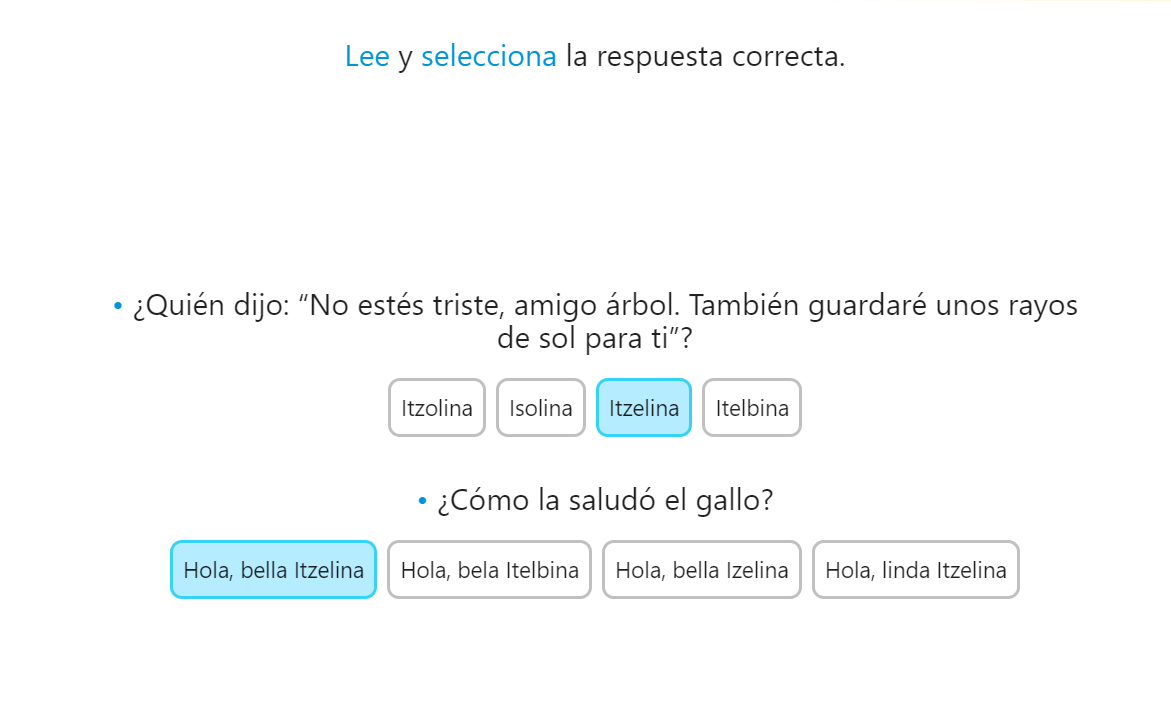 Lee y selecciona la respuesta correcta.
• ¿Quién dijo: “No estés triste, amigo árbol. También guardaré unos rayos
de sol para ti”?
Itzolina Isolina Itzelina Itelbina
• ¿Cómo la saludó el gallo?
Hola, bella Itzelina Hola, bela Itelbina Hola, bella Izelina Hola, linda Itzelina